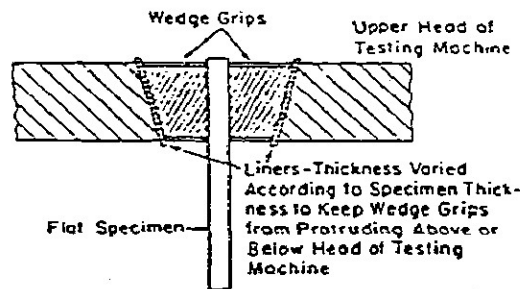 Wedge Grips
Upper Head of
Testing Machine
Liners-Thickness Varied
According to Specimen Thick-
ness to Keep Wedge Grips
from Protruding Above or
Below Head of Testing
Machine
Flat Specimen